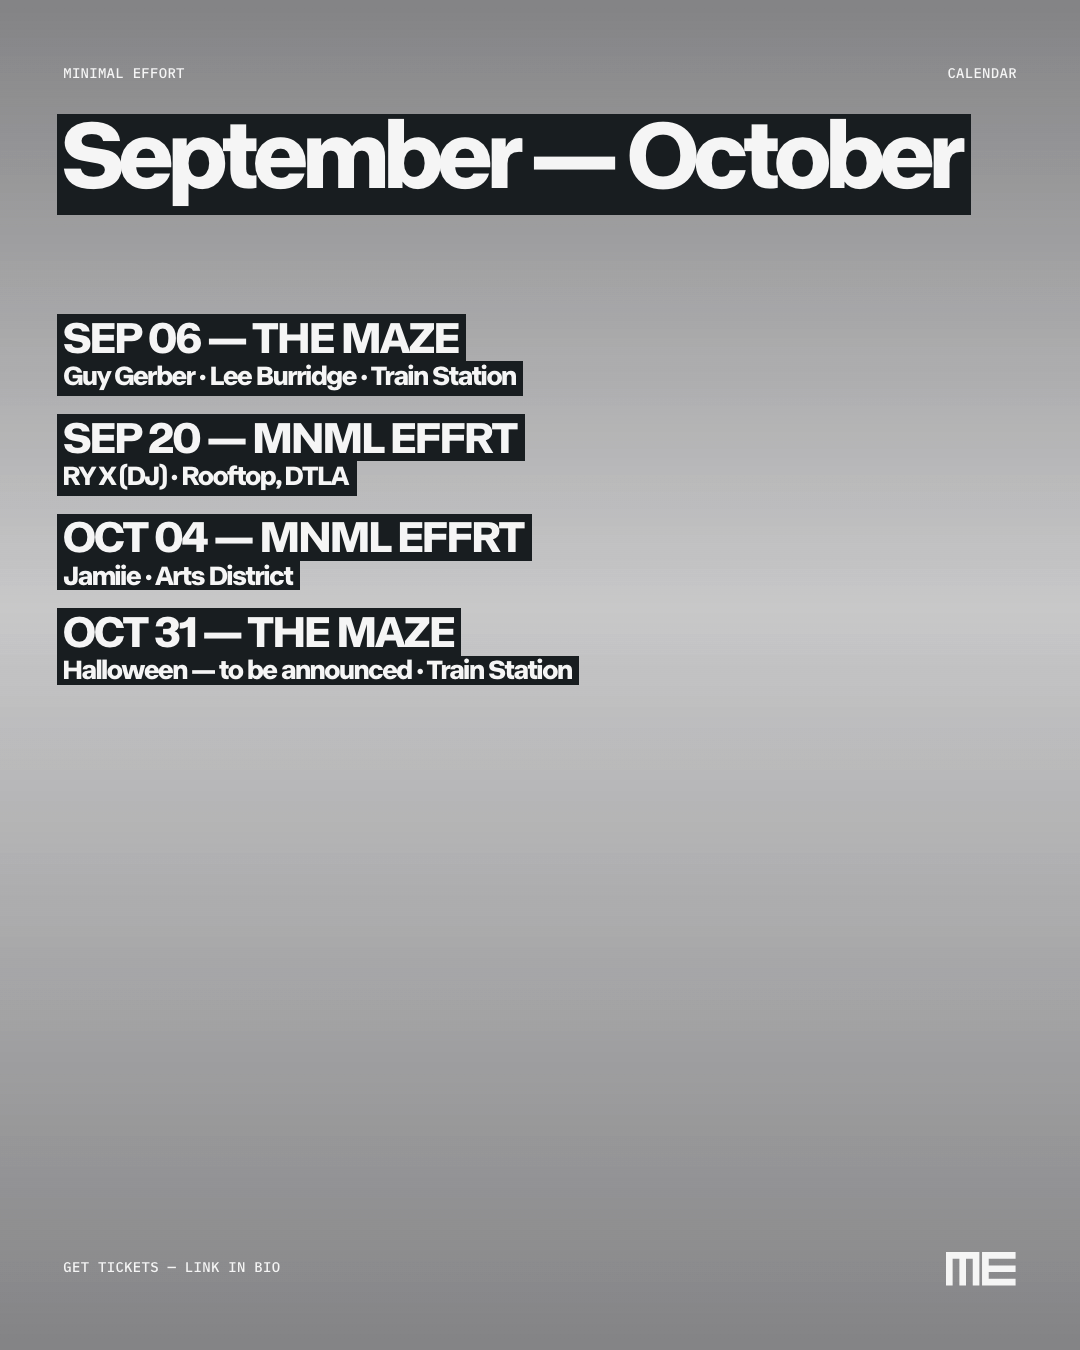 MINIMAL EFFORT
CALENDAR
September — October
SEP 06 — THE MAZE
Guy Gerber · Lee Burridge · Train Station
SEP 20 — MNML EFFRT
RY X (DJ) · Rooftop, DTLA
OCT 04 — MNML EFFRT
Jamiie · Arts District
OCT 31 — THE MAZE
Halloween — to be announced · Train Station
GET TICKETS — LINK IN BIO
ME